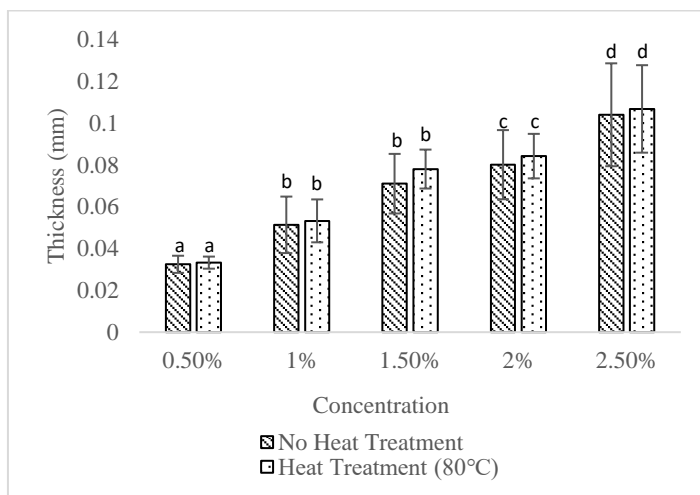 0.14
0.12
0.1
0.08
0.06
0.04
0.02
0
Thickness (mm)
a a
b b
b b
c c
d d
0.50% 1% 1.50% 2% 2.50%
Concentration
No Heat Treatment
Heat Treatment (80°C)